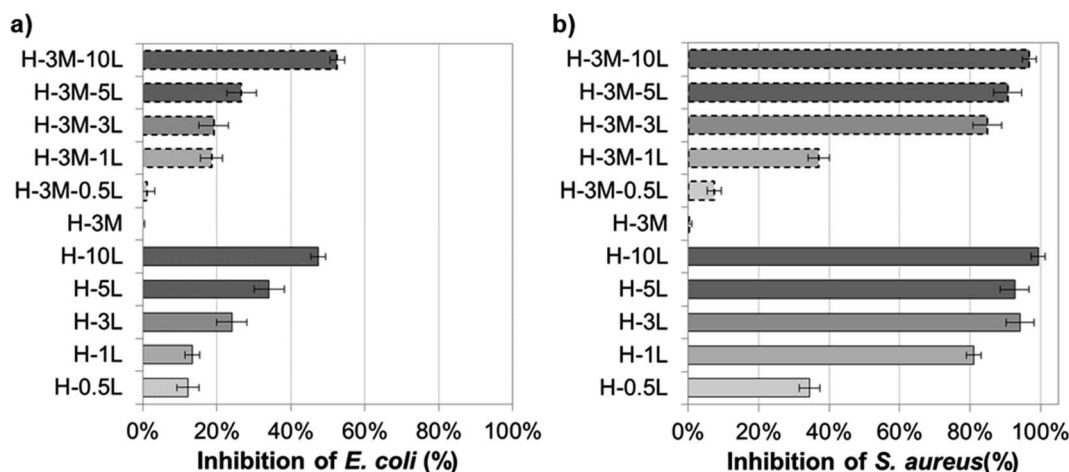 a)
H-3M-10L
H-3M-5L
H-3M-3L
H-3M-1L
H-3M-0.5L
H-3M
H-10L
H-5L
H-3L
H-1L
H-0.5L
0% 20% 40% 60% 80% 100%
Inhibition of E. coli (%)
b)
H-3M-10L
H-3M-5L
H-3M-3L
H-3M-1L
H-3M-0.5L
H-3M
H-10L
H-5L
H-3L
H-1L
H-0.5L
0% 20% 40% 60% 80% 100%
Inhibition of S. aureus(%)